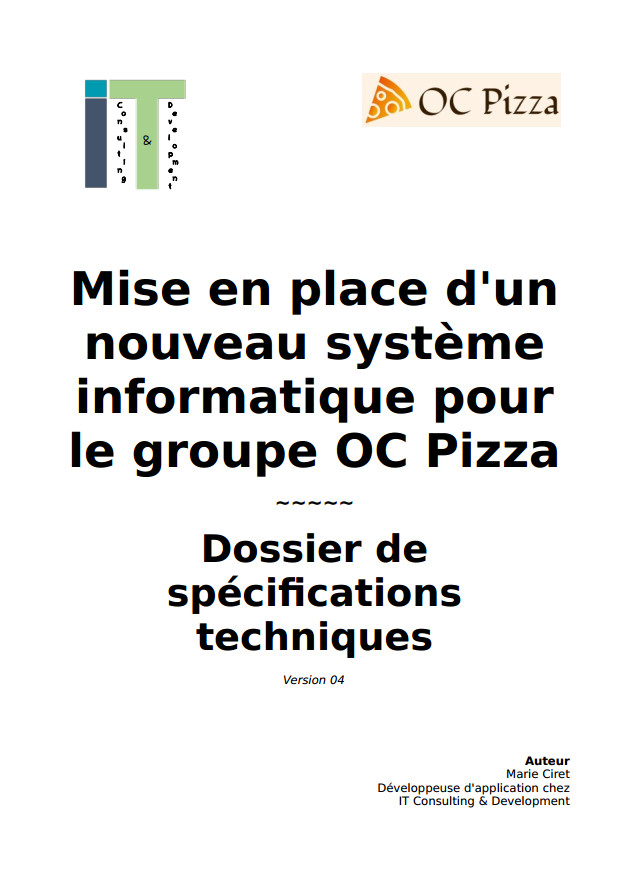 IT
Consulting
&
Development
OC Pizza
Mise en place d'un
nouveau système
informatique pour
le groupe OC Pizza
~~~~~
Dossier de
spécifications
techniques
Version 04
Auteur
Marie Ciret
Développeuse d'application chez
IT Consulting & Development